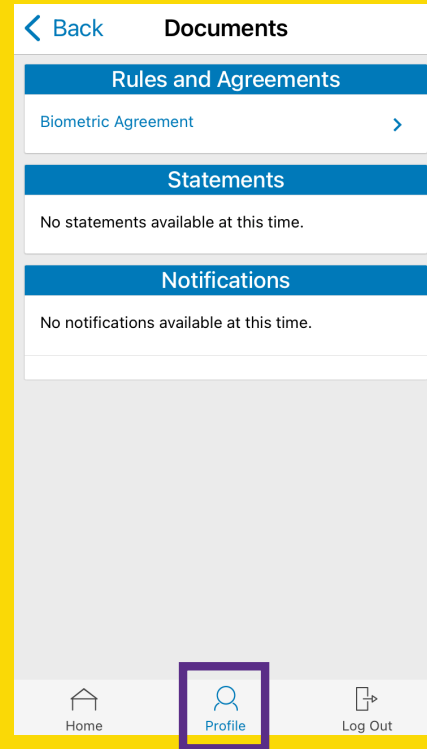 Back Documents
Rules and Agreements
Biometric Agreement
Statements
No statements available at this time.
Notifications
No notifications available at this time.
Home Profile Log Out